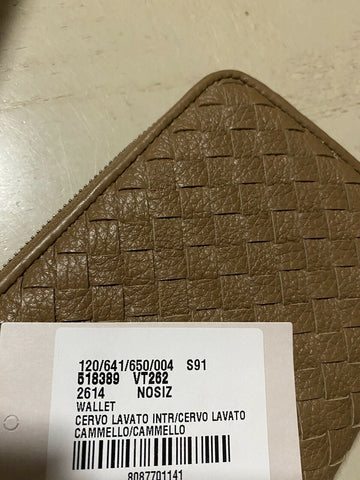 120/641/650/004 S91
518389 VT262
2614 NOSIZ
WALLET
CERVO LAVATO INTR/CERVO LAVATO
CAMMELLO/CAMMELLO
8087701141